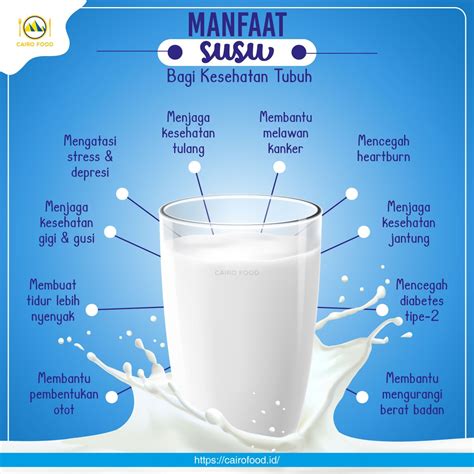 CAIRO FOOD
MANFAAT
SUSU
Bagi Kesehatan Tubuh
Menjaga
kesehatan
tulang
Membantu
melawan
kanker
Mengatasi
stress &
depresi
Mencegah
heartburn
Menjaga
kesehatan
gigi & gusi
Menjaga
kesehatan
jantung
CAIRO FOOD
Membuat
tidur lebih
nyenyak
Mencegah
diabetes
tipe-2
Membantu
pembentukan
otot
Membantu
mengurangi
berat badan
https://cairofood.id/